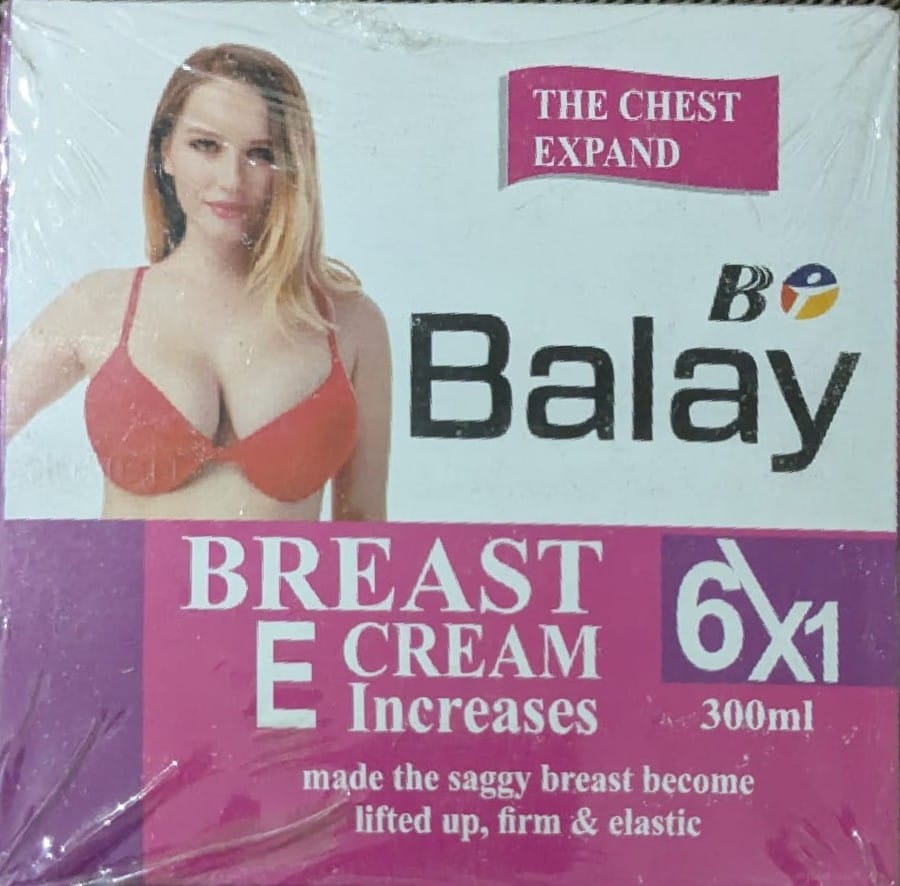 THE CHEST
EXPAND
B
Balay
BREAST
E CREAM
Increases
6X1
300ml
made the saggy breast become
lifted up, firm & elastic